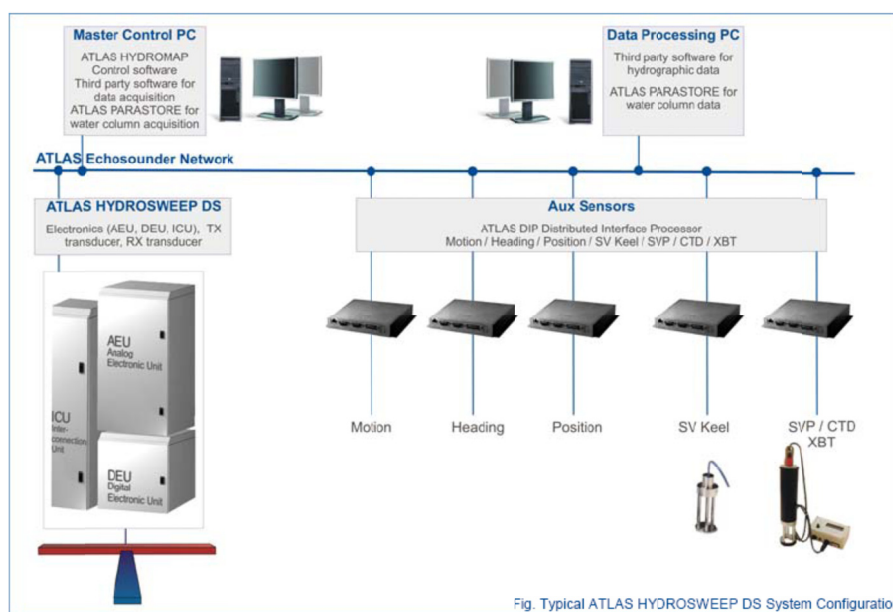 Master Control PC
ATLAS HYDROMAP
Control software
Third party software for
data acquisition
ATLAS PARASTORE for
water column acquisition
Data Processing PC
Third party software for
hydrographic data
ATLAS PARASTORE for
water column data
ATLAS Echosounder Network
ATLAS HYDROSWEEP DS
Electronics (AEU, DEU, ICU), TX
transducer, RX transducer
Aux Sensors
ATLAS DIP Distributed Interface Processor
Motion / Heading / Position / SV Keel / SVP / CTD / XBT
AEU
Analog
Electronic Unit
ICU
Inter-
connection
Unit
DEU
Digital
Electronic Unit
Motion
Heading
Position
SV Keel
SVP / CTD
XBT
Fig. Typical ATLAS HYDROSWEEP DS System Configuratio